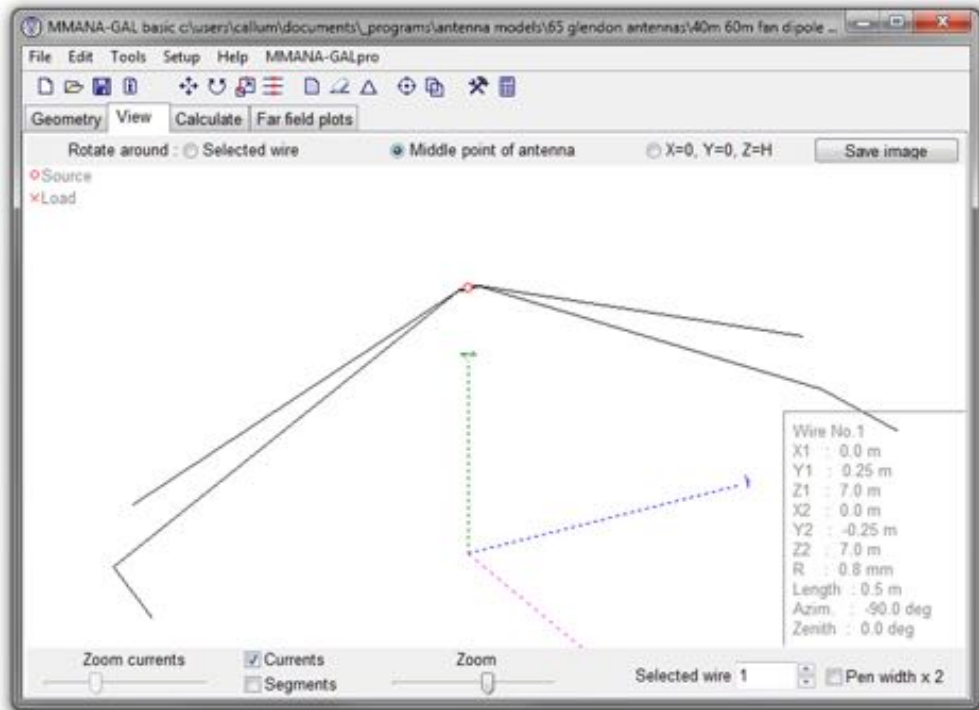 MMANA-GAL basic c:\users\callum\documents\_programs\antenna models\65 glendon antennas\40m 60m fan dipole ...
File Edit Tools Setup Help MMANA-GALpro
Geometry View Calculate Far field plots
Rotate around : Selected wire Middle point of antenna X=0, Y=0, Z=H Save image
Source
Load
Wire No.1
X1 : 0.0 m
Y1 : 0.25 m
Z1 : 7.0 m
X2 : 0.0 m
Y2 : -0.25 m
Z2 : 7.0 m
R : 0.8 mm
Length : 0.5 m
Azim. : -90.0 deg
Zenith : 0.0 deg
Zoom currents Currents Zoom
Segments Selected wire 1 Pen width x 2